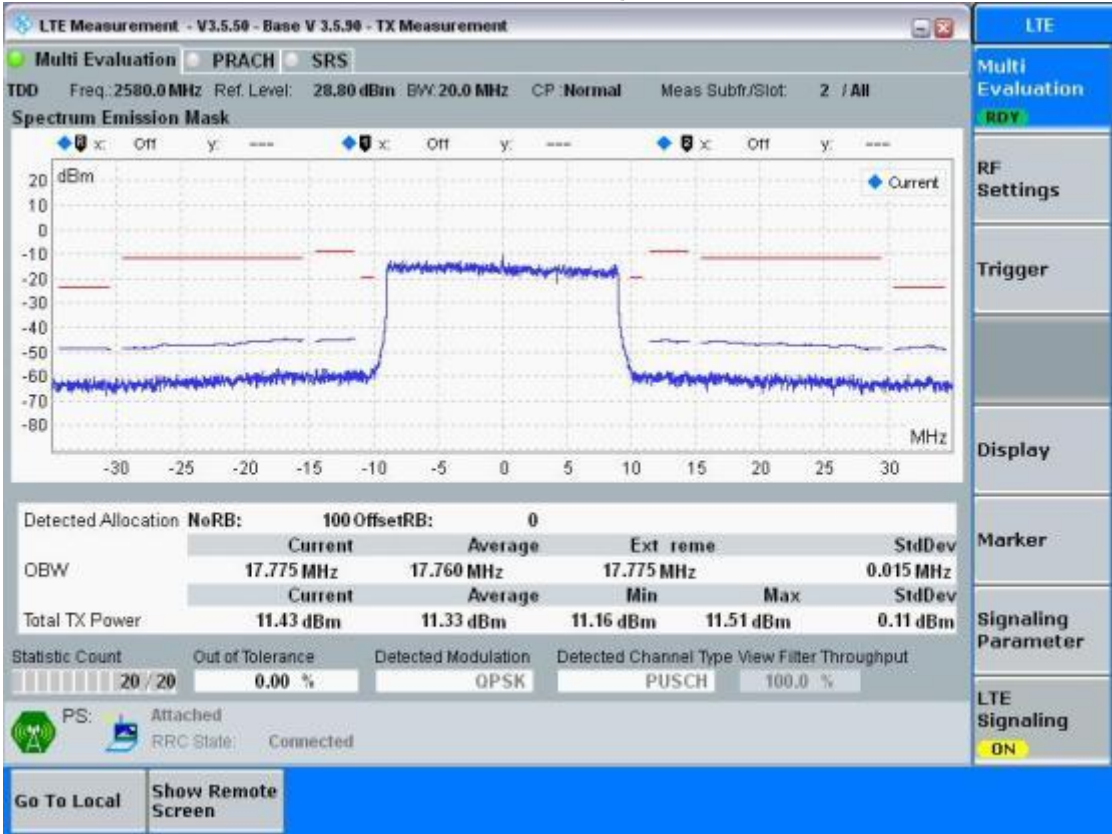 LTE Measurement - V3.5.50 - Base V 3.5.90 - TX Measurement
LTE
Multi Evaluation PRACH SRS
Multi
Evaluation
RDY
TDD Freq.:2580.0 MHz Ref. Level: 28.80 dBm BW:20.0 MHz CP :Normal Meas Subfr./Slot: 2 / All
Spectrum Emission Mask
x: Off y: --- x: Off y: --- x: Off y: ---
dBm
Current
20
10
0
-10
-20
-30
-40
-50
-60
-70
-80
MHz
-30 -25 -20 -15 -10 -5 0 5 10 15 20 25 30
RF
Settings
Trigger
Display
Marker
Signaling
Parameter
LTE
Signaling
ON
Detected Allocation NoRB: 100 OffsetRB: 0
Current Average Ext reme StdDev
OBW 17.775 MHz 17.760 MHz 17.775 MHz 0.015 MHz
Current Average Min Max StdDev
Total TX Power 11.43 dBm 11.33 dBm 11.16 dBm 11.51 dBm 0.11 dBm
Statistic Count Out of Tolerance Detected Modulation Detected Channel Type View Filter Throughput
20 / 20 0.00 % QPSK PUSCH 100.0 %
PS: Attached
RRC State: Connected
Go To Local
Show Remote
Screen